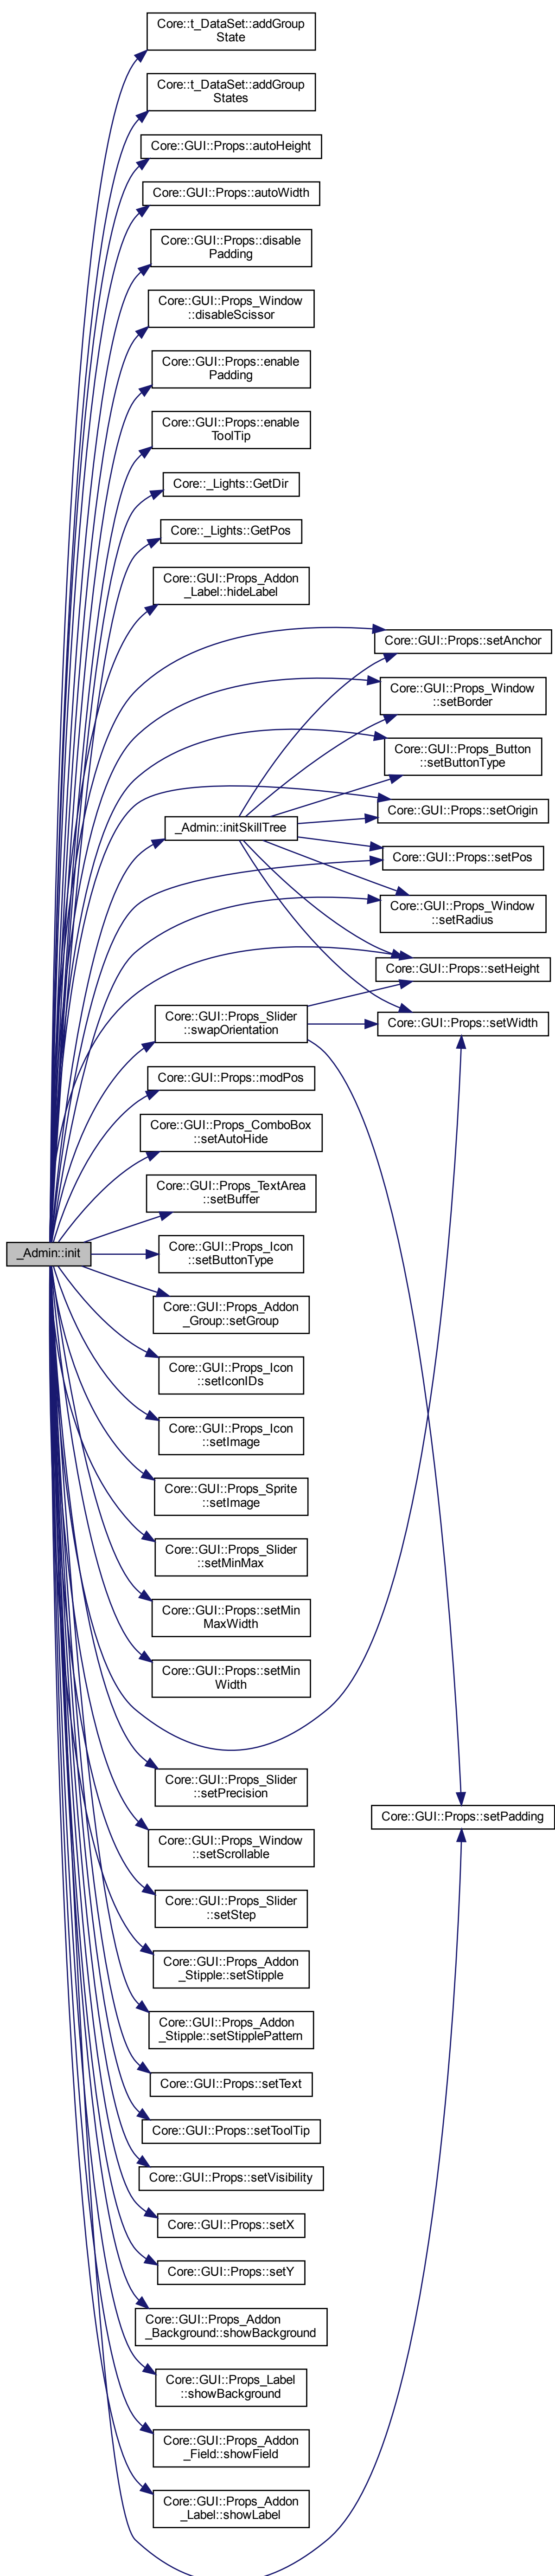 Core::t_DataSet::addGroup
State
Core::t_DataSet::addGroup
States
Core::GUI::Props::autoHeight
Core::GUI::Props::autoWidth
Core::GUI::Props::disable
Padding
Core::GUI::Props_Window
::disableScissor
Core::GUI::Props::enable
Padding
Core::GUI::Props::enable
ToolTip
Core::_Lights::GetDir
Core::_Lights::GetPos
Core::GUI::Props_Addon
_Label::hideLabel
Core::GUI::Props::setAnchor
Core::GUI::Props_Window
::setBorder
Core::GUI::Props_Button
::setButtonType
Core::GUI::Props::setOrigin
_Admin::initSkillTree
Core::GUI::Props::setPos
Core::GUI::Props_Window
::setRadius
Core::GUI::Props::setHeight
Core::GUI::Props_Slider
::swapOrientation
Core::GUI::Props::setWidth
Core::GUI::Props::modPos
Core::GUI::Props_ComboBox
::setAutoHide
Core::GUI::Props_TextArea
::setBuffer
_Admin::init
Core::GUI::Props_Icon
::setButtonType
Core::GUI::Props_Addon
_Group::setGroup
Core::GUI::Props_Icon
::setIconIDs
Core::GUI::Props_Icon
::setImage
Core::GUI::Props_Sprite
::setImage
Core::GUI::Props_Slider
::setMinMax
Core::GUI::Props::setMin
MaxWidth
Core::GUI::Props::setMin
Width
Core::GUI::Props_Slider
::setPrecision
Core::GUI::Props::setPadding
Core::GUI::Props_Window
::setScrollable
Core::GUI::Props_Slider
::setStep
Core::GUI::Props_Addon
_Stipple::setStipple
Core::GUI::Props_Addon
_Stipple::setStipplePattern
Core::GUI::Props::setText
Core::GUI::Props::setToolTip
Core::GUI::Props::setVisibility
Core::GUI::Props::setX
Core::GUI::Props::setY
Core::GUI::Props_Addon
_Background::showBackground
Core::GUI::Props_Label
::showBackground
Core::GUI::Props_Addon
_Field::showField
Core::GUI::Props_Addon
_Label::showLabel